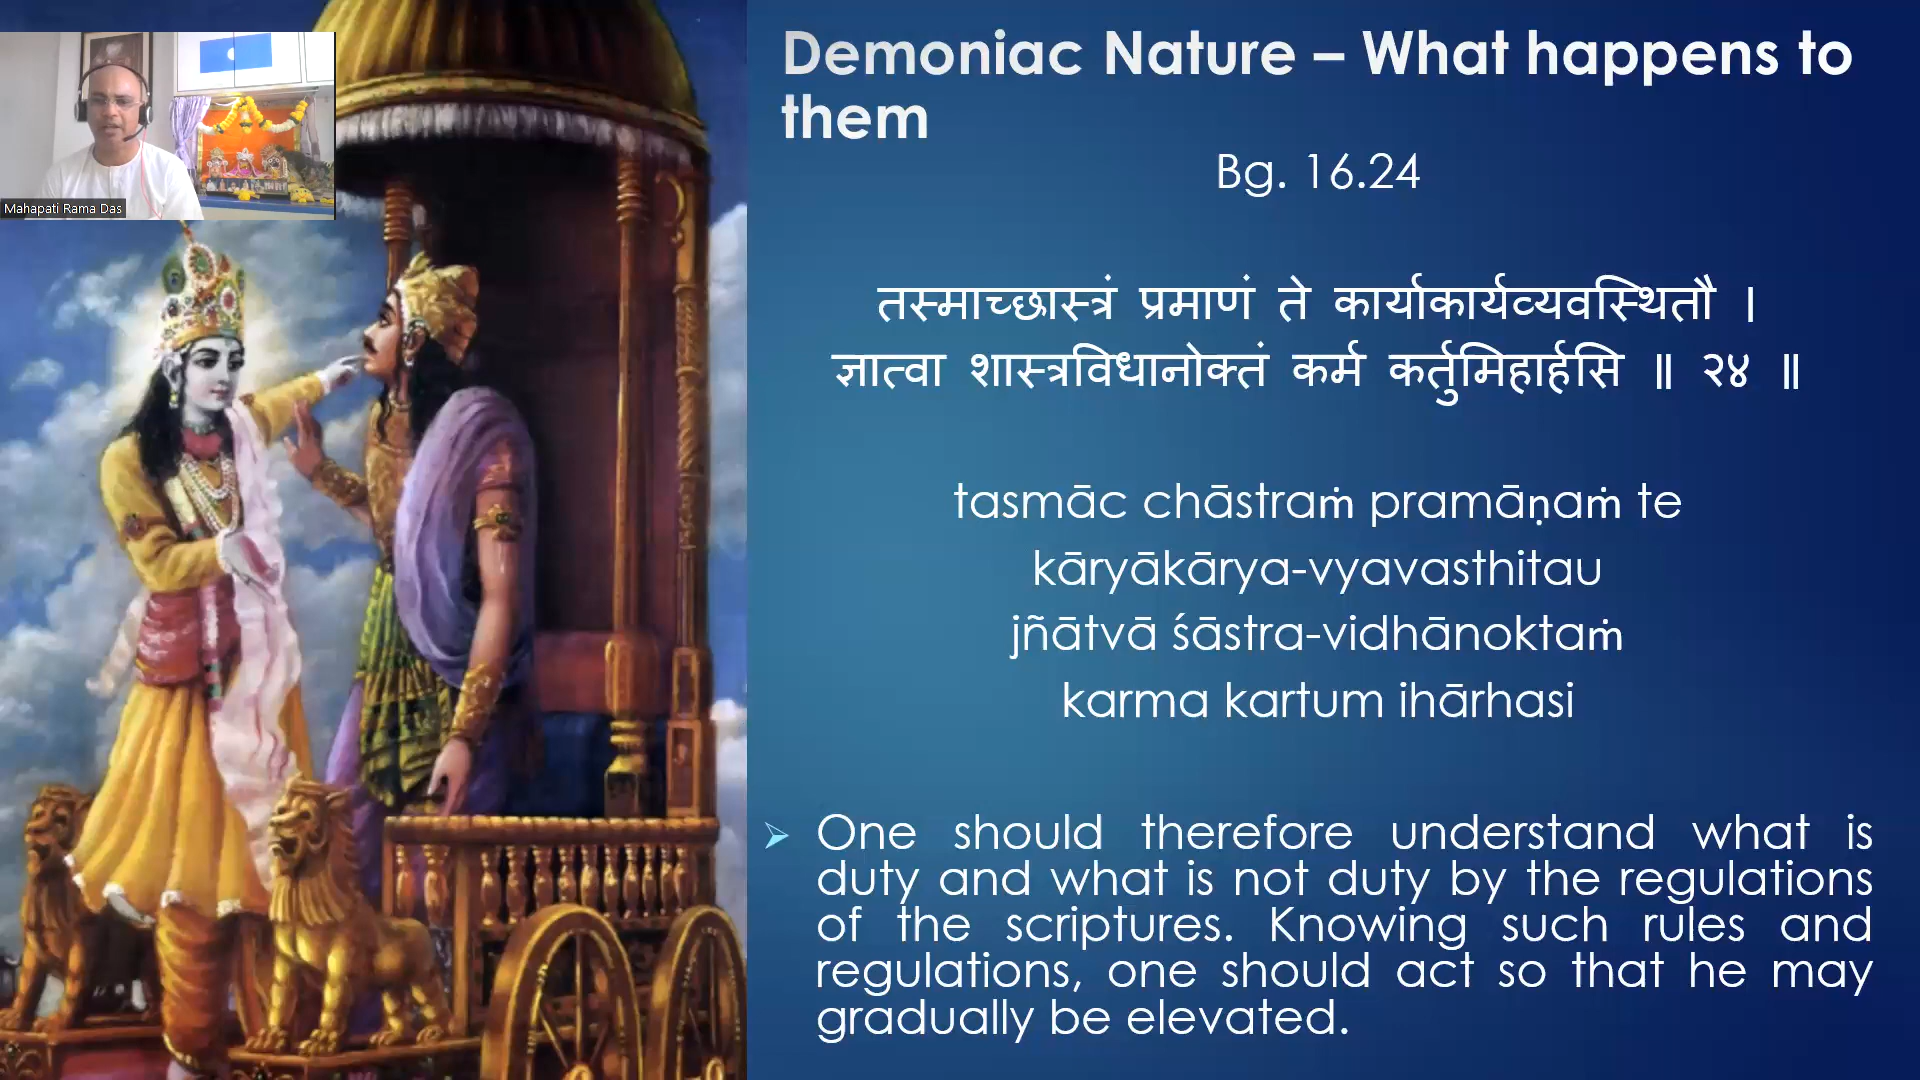 Mahapati Rama Das
Demoniac Nature – What happens to
them
Bg. 16.24
तस्माच्छास्त्रं प्रमाणं ते कार्याकार्यव्यवस्थितौ ।
ज्ञात्वा शास्त्रविधानोक्तं कर्म कर्तुमिहार्हसि ॥ २४ ॥
tasmāc chāstraṁ pramāṇaṁ te
kāryākārya-vyavasthitau
jñātvā śāstra-vidhānoktaṁ
karma kartum ihārhasi
➢ One should therefore understand what is
duty and what is not duty by the regulations
of the scriptures. Knowing such rules and
regulations, one should act so that he may
gradually be elevated.